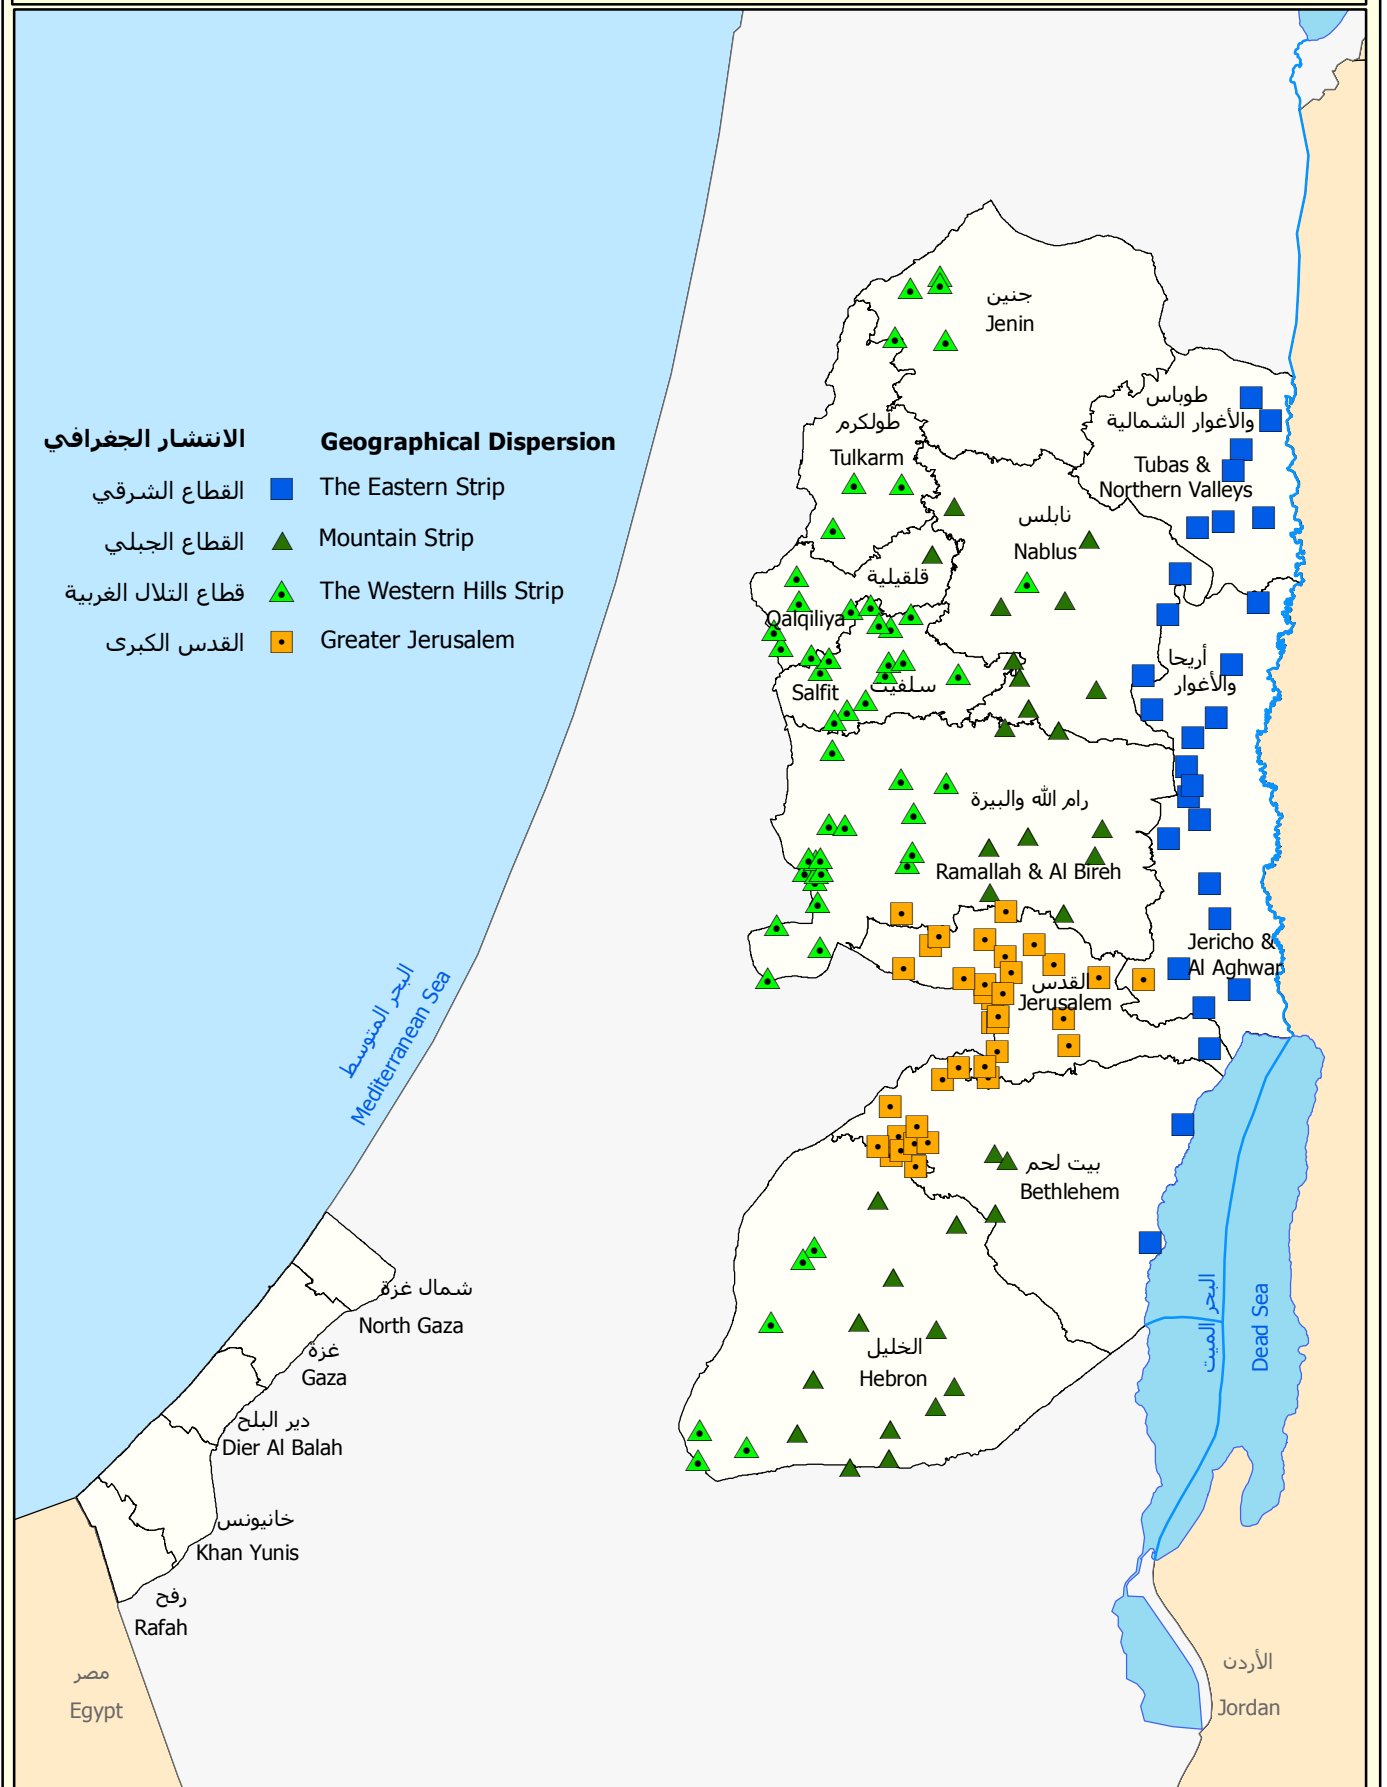 جنين
Jenin
طوباس
والأغوار الشمالية
Tubas &
Northern Valleys
طولكرم
Tulkarm
الانتشار الجغرافي
Geographical Dispersion
القطاع الشرقي
The Eastern Strip
القطاع الجبلي
Mountain Strip
قطاع التلال الغربية
The Western Hills Strip
القدس الكبرى
Greater Jerusalem
نابلس
Nablus
قلقيلية
Qalqiliya
أريحا
والأغوار
سلفيت
Salfit
رام الله والبيرة
Ramallah & Al Bireh
Jericho &
Al Aghwar
القدس
Jerusalem
البحر المتوسط
Mediterranean Sea
بيت لحم
Bethlehem
البحر الميت
Dead Sea
شمال غزة
North Gaza
غزة
Gaza
الخليل
Hebron
دير البلح
Dier Al Balah
خانيونس
Khan Yunis
رفح
Rafah
مصر
Egypt
الأردن
Jordan